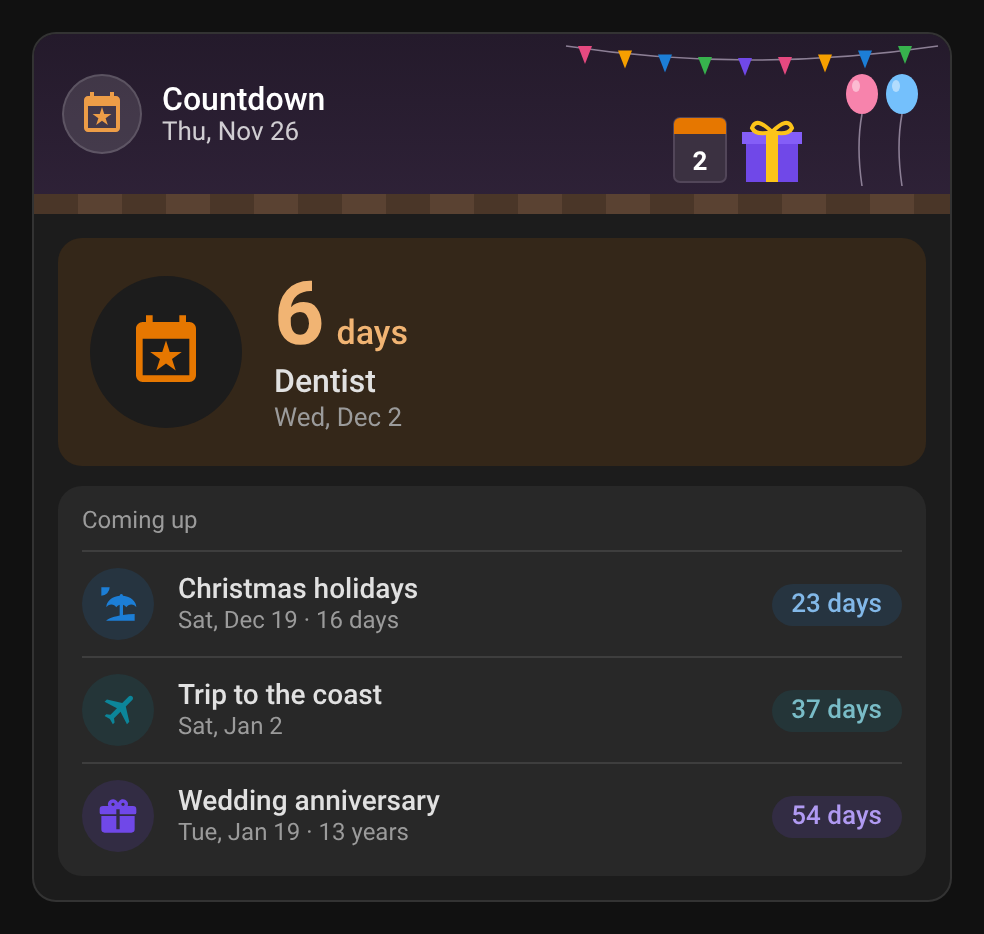 Countdown
Thu, Nov 26
2
6 days
Dentist
Wed, Dec 2
Coming up
Christmas holidays
Sat, Dec 19 · 16 days
23 days
Trip to the coast
Sat, Jan 2
37 days
Wedding anniversary
Tue, Jan 19 · 13 years
54 days